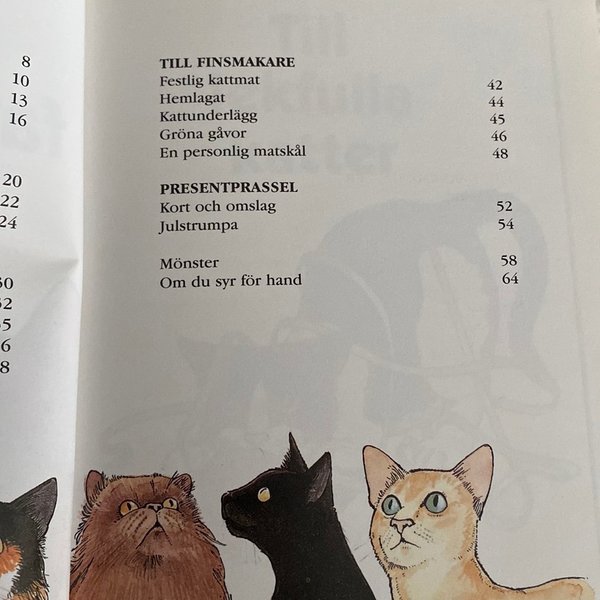 8
10
13
16
20
22
24
TILL FINSMAKARE
Festlig kattmat 42
Hemlagat 44
Kattunderlägg 45
Gröna gåvor 46
En personlig matskål 48
PRESENTPRASSEL
Kort och omslag 52
Julstrumpa 54
Mönster 58
Om du syr för hand 64